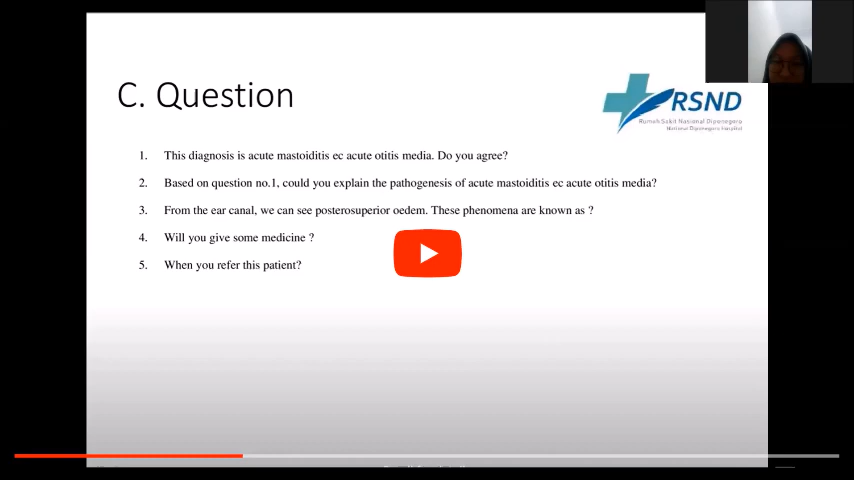 C. Question
RSND
Rumah Sakit Nasional Diponegoro
National Diponegoro Hospital
1. This diagnosis is acute mastoiditis ec acute otitis media. Do you agree?
2. Based on question no.1, could you explain the pathogenesis of acute mastoiditis ec acute otitis media?
3. From the ear canal, we can see posterosuperior oedem. These phenomena are known as ?
4. Will you give some medicine ?
5. When you refer this patient?